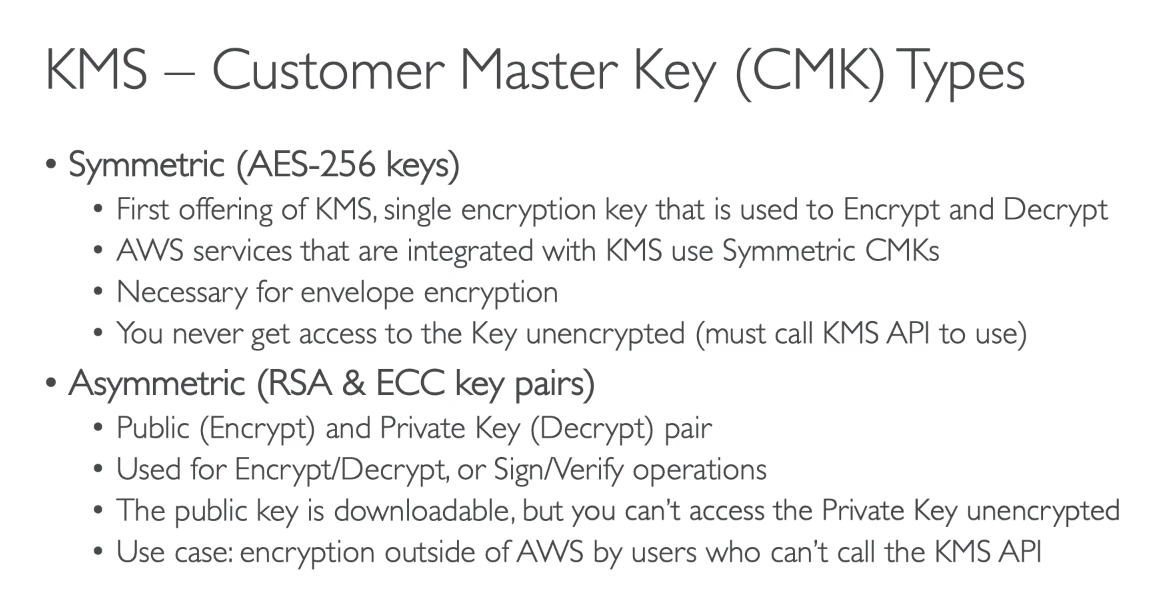 KMS – Customer Master Key (CMK) Types
• Symmetric (AES-256 keys)
• First offering of KMS, single encryption key that is used to Encrypt and Decrypt
• AWS services that are integrated with KMS use Symmetric CMKs
• Necessary for envelope encryption
• You never get access to the Key unencrypted (must call KMS API to use)
• Asymmetric (RSA & ECC key pairs)
• Public (Encrypt) and Private Key (Decrypt) pair
• Used for Encrypt/Decrypt, or Sign/Verify operations
• The public key is downloadable, but you can’t access the Private Key unencrypted
• Use case: encryption outside of AWS by users who can’t call the KMS API